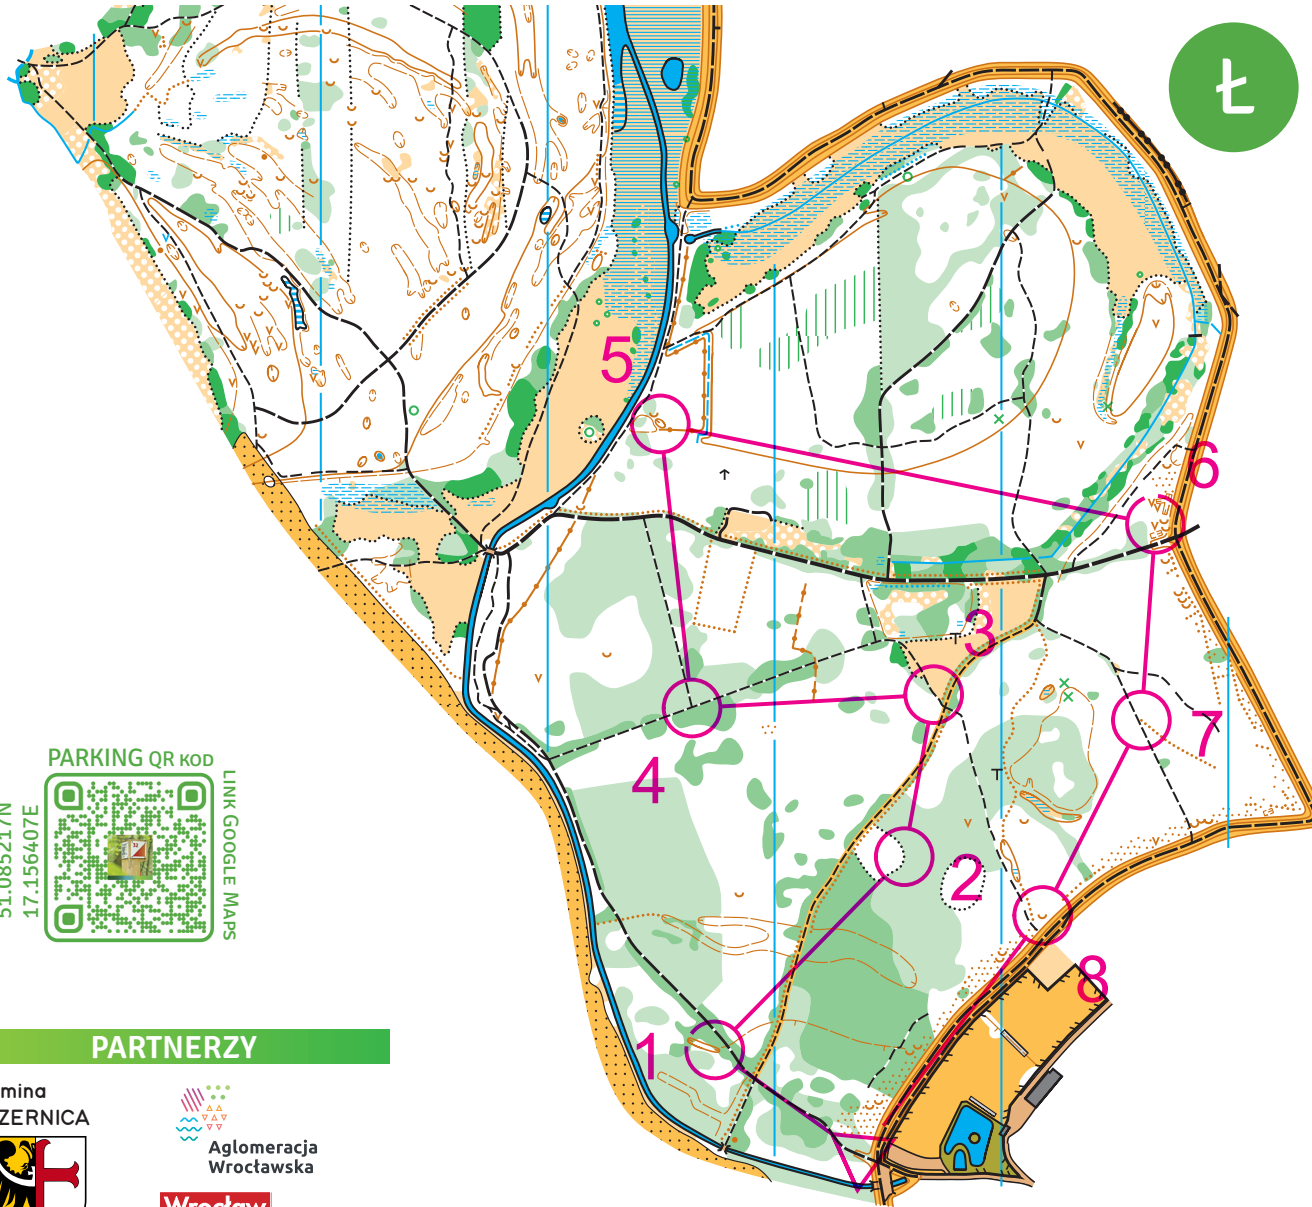 Ł
5
6
3
7
4
2
8
1
PARKING QR KOD
LINK GOOGLE MAPS
51.085217N
17.156407E
PARTNERZY
mina
ZERNICA
Aglomeracja
Wrocławska
Wrocław